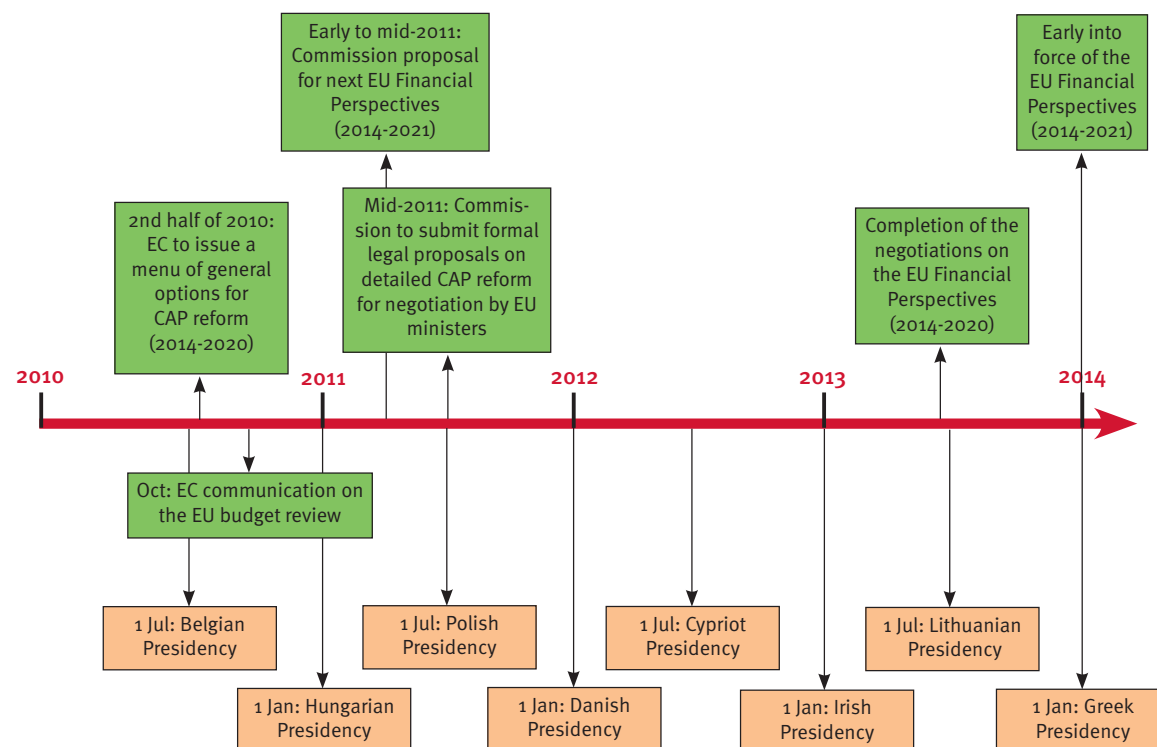 Early to mid-2011:
Commission proposal
for next EU Financial
Perspectives
(2014-2021)
Early into
force of the
EU Financial
Perspectives
(2014-2021)
2nd half of 2010:
EC to issue a
menu of general
options for
CAP reform
(2014-2020)
Mid-2011: Commis-
sion to submit formal
legal proposals on
detailed CAP reform
for negotiation by EU
ministers
Completion of the
negotiations on
the EU Financial
Perspectives
(2014-2020)
2010
2011
2012
2013
2014
Oct: EC communication on
the EU budget review
1 Jul: Belgian
Presidency
1 Jul: Polish
Presidency
1 Jul: Cypriot
Presidency
1 Jul: Lithuanian
Presidency
1 Jan: Hungarian
Presidency
1 Jan: Danish
Presidency
1 Jan: Irish
Presidency
1 Jan: Greek
Presidency